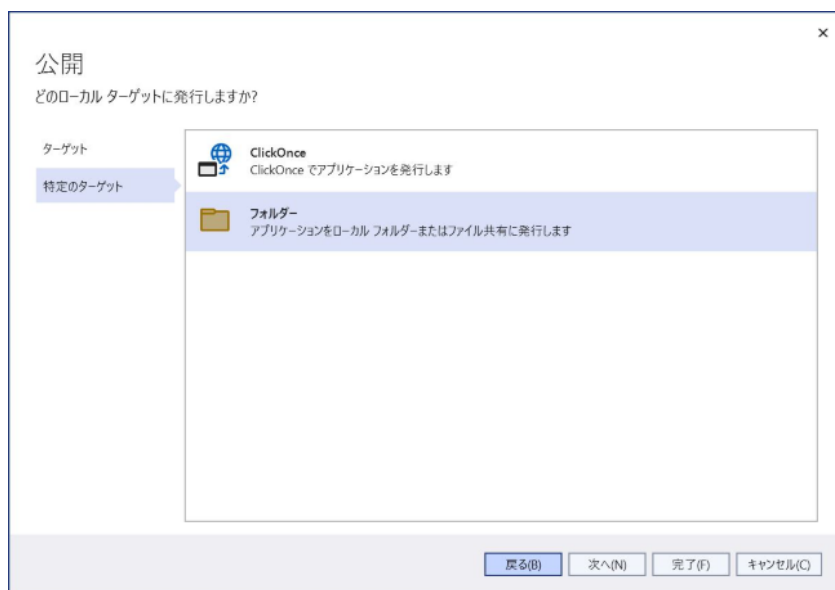 公開
どのローカル ターゲットに発行しますか?
ターゲット
特定のターゲット
ClickOnce
ClickOnce でアプリケーションを発行します
フォルダー
アプリケーションをローカル フォルダーまたはファイル共有に発行します
戻る(B)
次へ(N)
完了(F)
キャンセル(C)